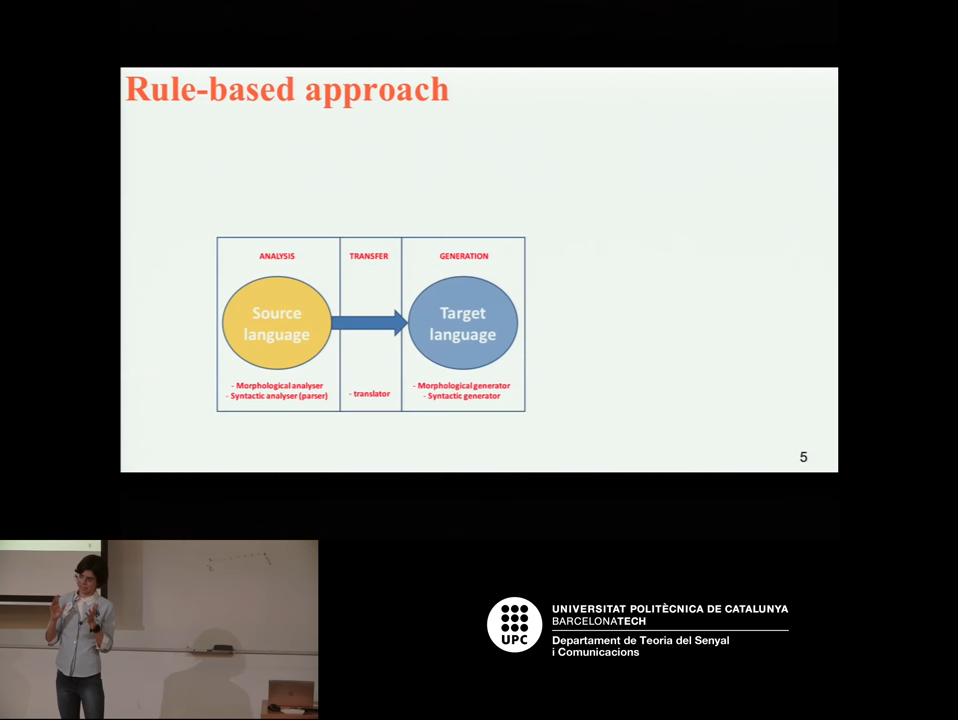 Rule-based approach
ANALYSIS
TRANSFER
GENERATION
Source
language
Target
language
- Morphological analyser
- Syntactic analyser (parser)
- translator
- Morphological generator
- Syntactic generator
5
UPC
UNIVERSITAT POLITÈCNICA DE CATALUNYA
BARCELONATECH
Departament de Teoria del Senyal
i Comunicacions